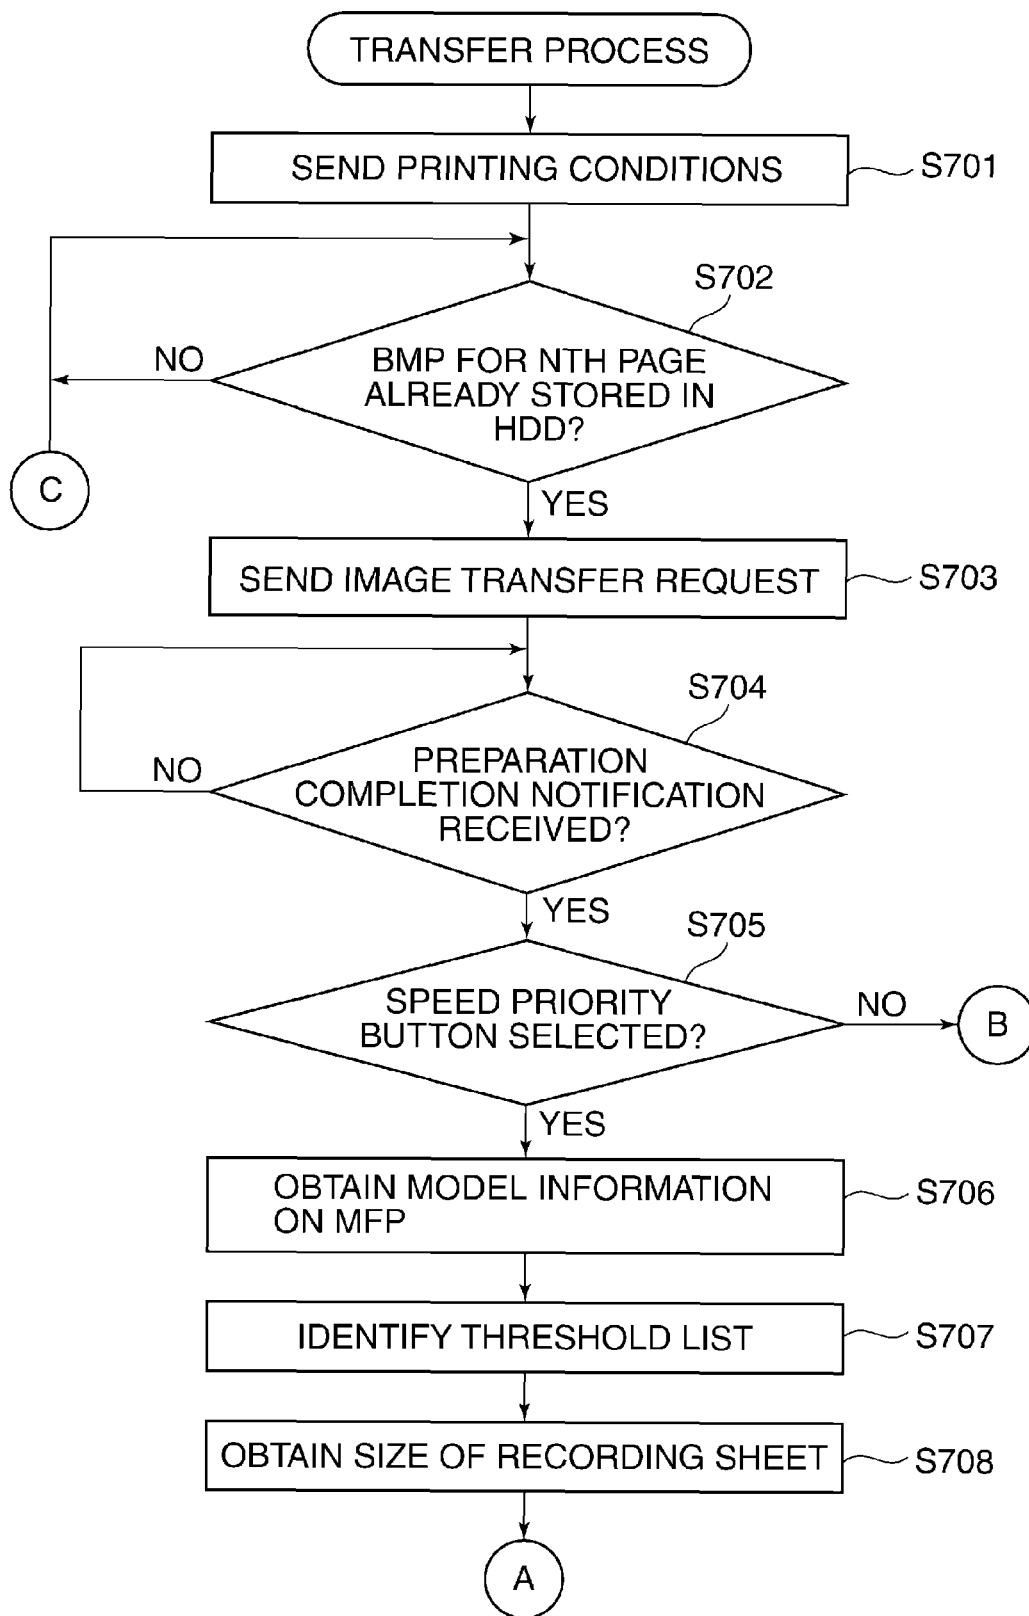 TRANSFER PROCESS
SEND PRINTING CONDITIONS
S701
S702
NO
BMP FOR NTH PAGE
ALREADY STORED IN
HDD?
C
YES
SEND IMAGE TRANSFER REQUEST
S703
S704
NO
PREPARATION
COMPLETION NOTIFICATION
RECEIVED?
YES
S705
SPEED PRIORITY
BUTTON SELECTED?
NO
B
YES
OBTAIN MODEL INFORMATION
ON MFP
S706
IDENTIFY THRESHOLD LIST
S707
OBTAIN SIZE OF RECORDING SHEET
S708
A